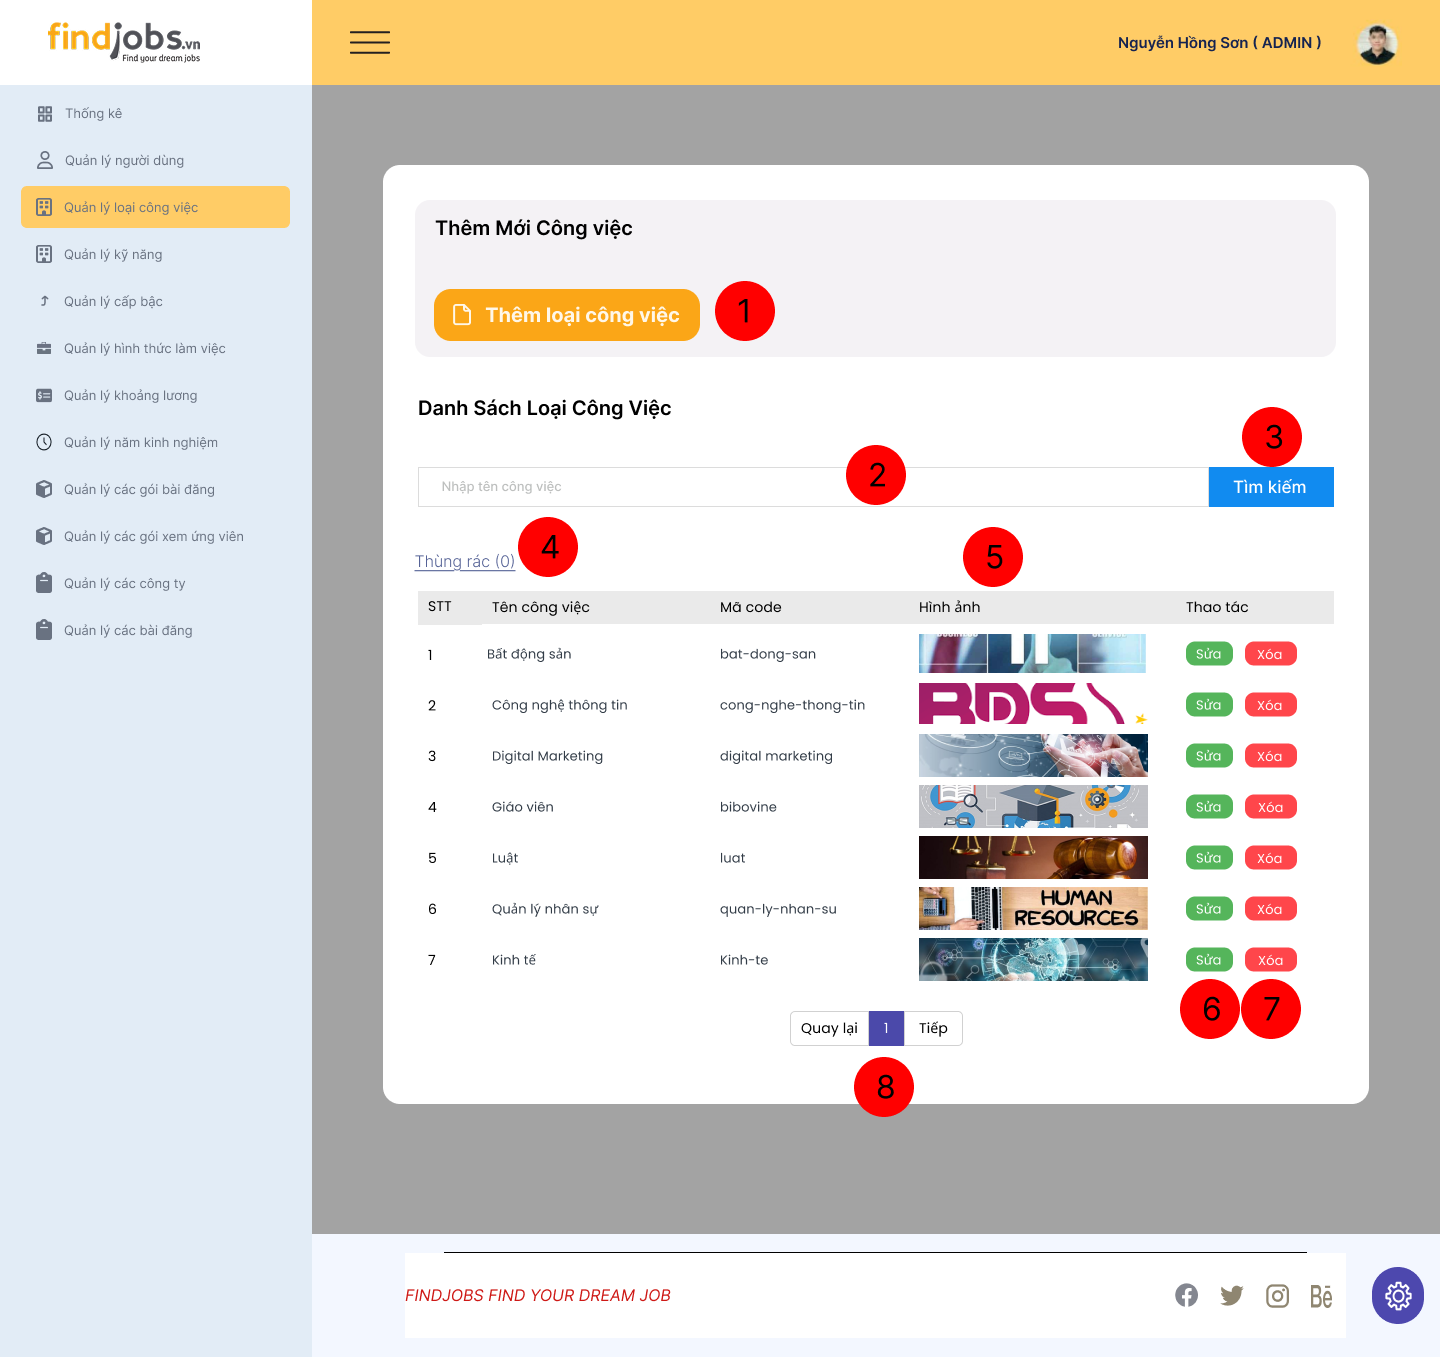 findjobs.vn
Find your dream jobs
Nguyễn Hồng Sơn ( ADMIN )
Thống kê
Quản lý người dùng
Quản lý loại công việc
Quản lý kỹ năng
Quản lý cấp bậc
Quản lý hình thức làm việc
Quản lý khoảng lương
Quản lý năm kinh nghiệm
Quản lý các gói bài đăng
Quản lý các gói xem ứng viên
Quản lý các công ty
Quản lý các bài đăng
Thêm Mới Công việc
Thêm loại công việc
1
Danh Sách Loại Công Việc
3
Nhập tên công việc
2
Tìm kiếm
Thùng rác (0)
4
5
STT Tên công việc Mã code Hình ảnh Thao tác
1 Bất động sản bat-dong-san Sửa Xóa
2 Công nghệ thông tin cong-nghe-thong-tin BDS Sửa Xóa
3 Digital Marketing digital marketing Sửa Xóa
4 Giáo viên bibovine Sửa Xóa
5 Luật luat Sửa Xóa
6 Quản lý nhân sự quan-ly-nhan-su HUMAN RESOURCES Sửa Xóa
7 Kinh tế Kinh-te Sửa Xóa
6 7
Quay lại 1 Tiếp
8
FINDJOBS FIND YOUR DREAM JOB
Bē